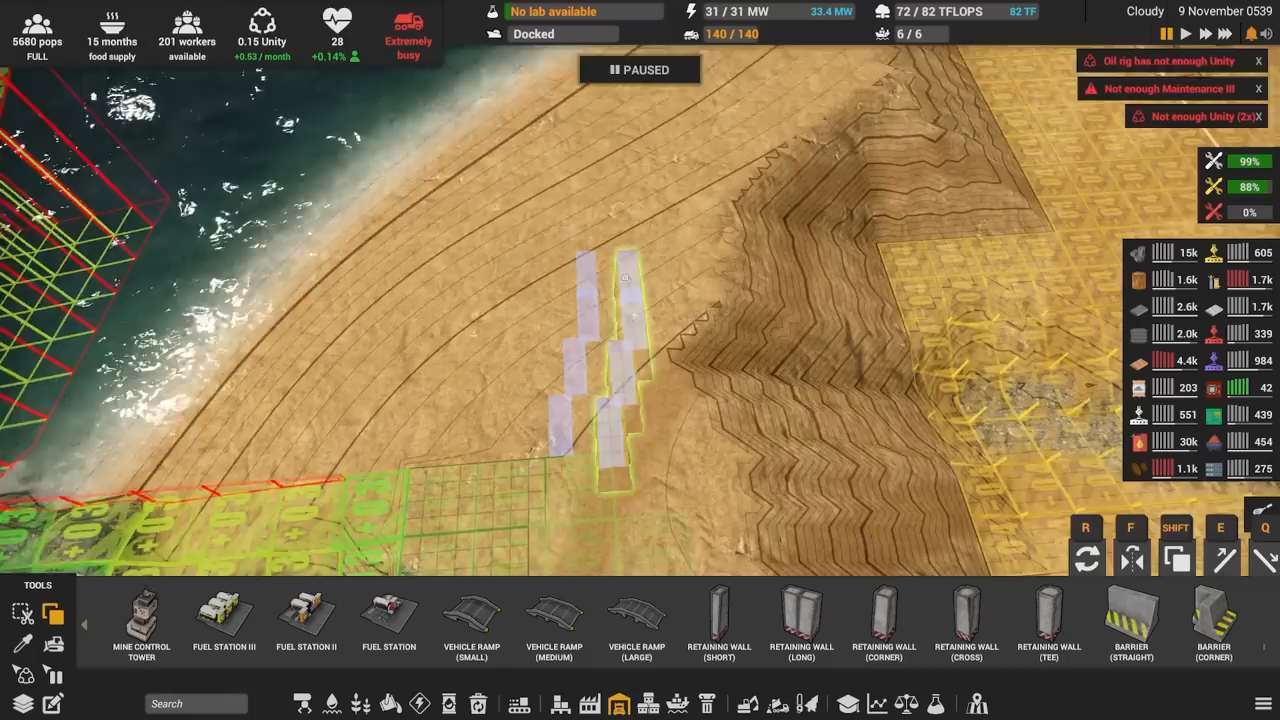 5680 pops
FULL
15 months
food supply
201 workers
available
0.15 Unity
+0.53 / month
28
+0.14%
Extremely
busy
No lab available
Docked
31 / 31 MW
33.4 MW
140 / 140
72 / 82 TFLOPS
82 TF
6 / 6
Cloudy
9 November 0539
PAUSED
Oil rig has not enough Unity X
Not enough Maintenance III X
Not enough Unity (2x) X
99%
88%
0%
15k 605
1.6k 1.7k
2.6k 1.7k
2.0k 339
4.4k 984
203 42
551 439
30k 454
1.1k 275
R F SHIFT E Q
TOOLS
MINE CONTROL
TOWER
FUEL STATION III
FUEL STATION II
FUEL STATION
VEHICLE RAMP
(SMALL)
VEHICLE RAMP
(MEDIUM)
VEHICLE RAMP
(LARGE)
RETAINING WALL
(SHORT)
RETAINING WALL
(LONG)
RETAINING WALL
(CORNER)
RETAINING WALL
(CROSS)
RETAINING WALL
(TEE)
BARRIER
(STRAIGHT)
BARRIER
(CORNER)
Search